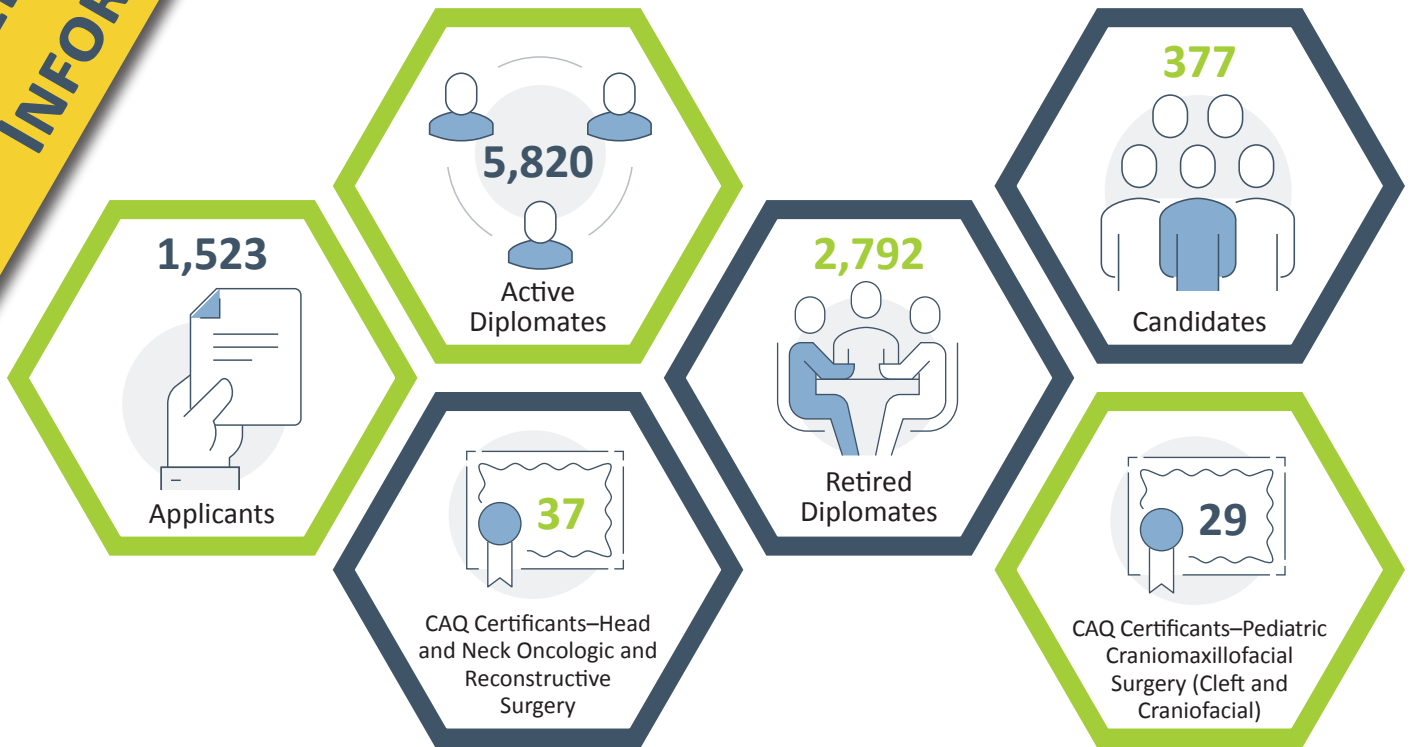 INFOR
1,523
Applicants
5,820
Active
Diplomates
37
CAQ Certificants–Head
and Neck Oncologic and
Reconstructive
Surgery
2,792
Retired
Diplomates
377
Candidates
29
CAQ Certificants–Pediatric
Craniomaxillofacial
Surgery (Cleft and
Craniofacial)